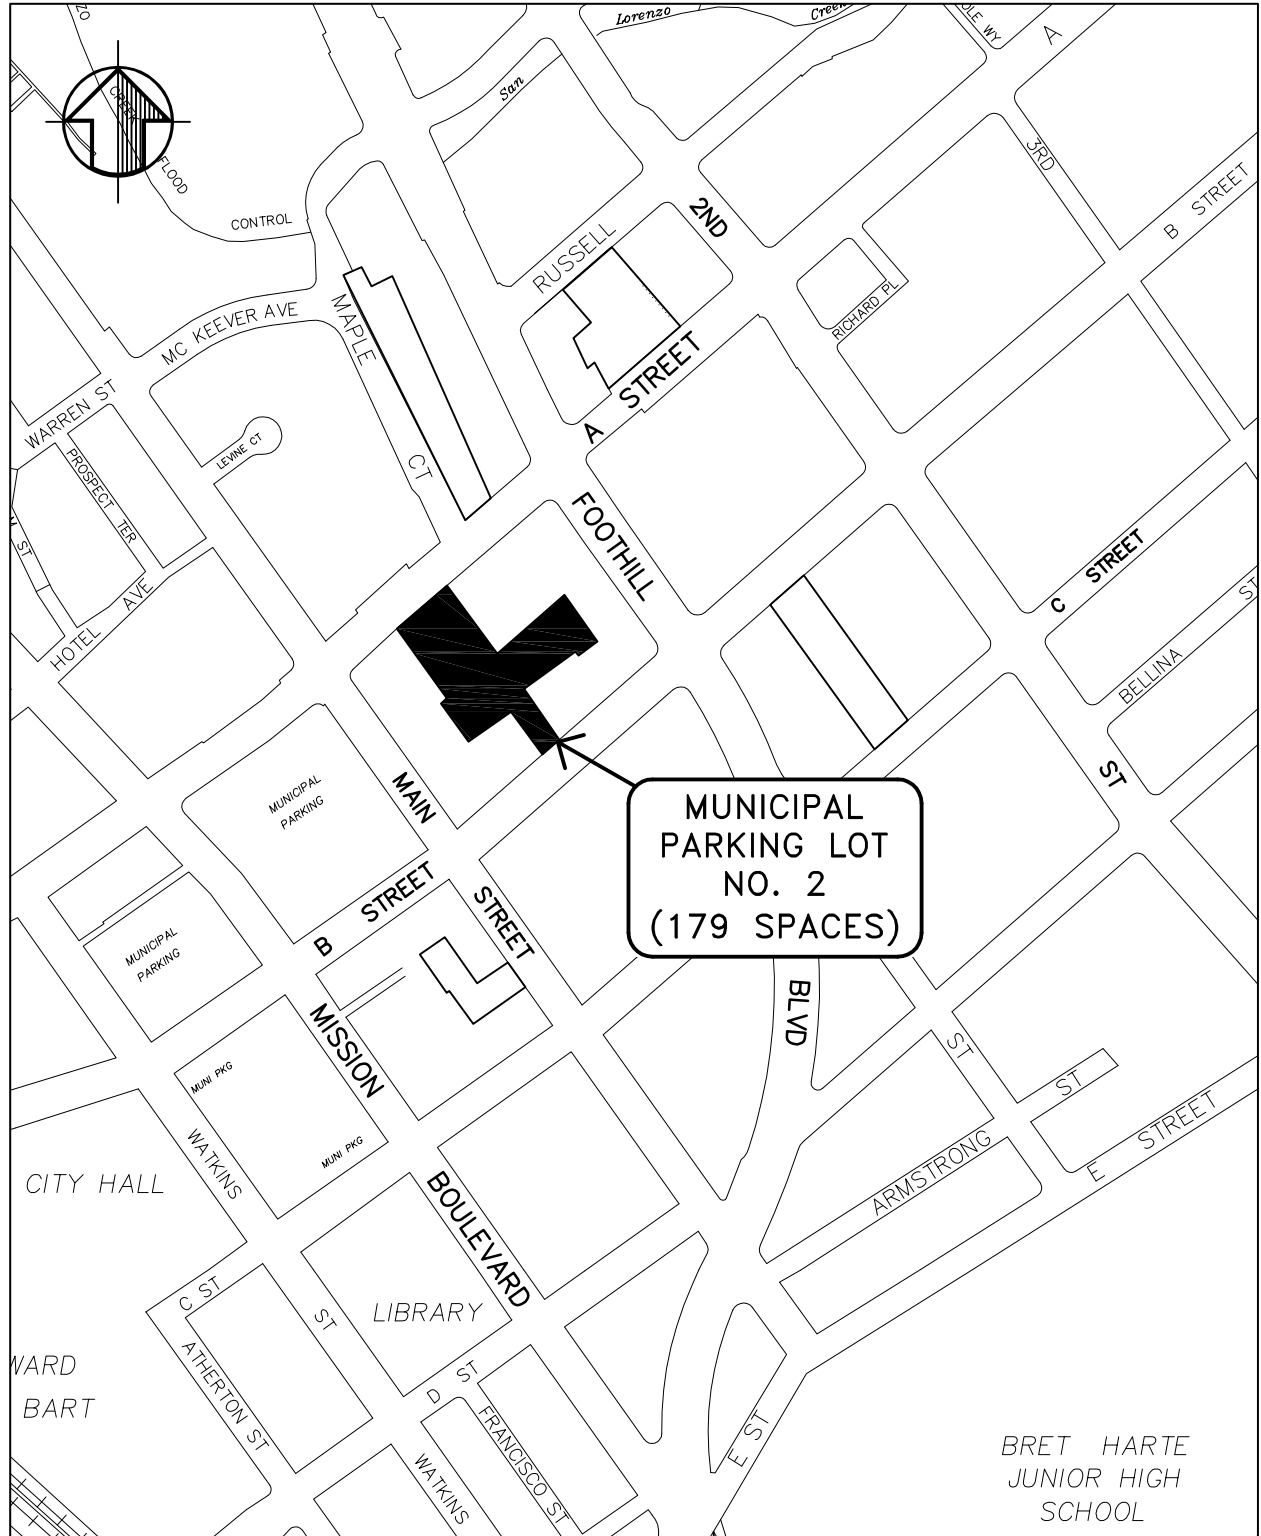 Lorenzo
Creek
San
CREEK
FLOOD
CONTROL
A
3RD
B STREET
2ND
RUSSELL
RICHARD PL
MC KEEVER AVE
MAPLE
CT
A STREET
WARREN ST
PROSPECT TER
LEVINE CT
HOTEL AVE
FOOTHILL
C STREET
BELLINA ST
ST
MUNICIPAL
PARKING
MAIN
STREET
MUNICIPAL
PARKING LOT
NO. 2
(179 SPACES)
B STREET
MUNICIPAL
PARKING
BLVD
MISSION
BOULEVARD
MUNI PKG
MUNI PKG
WATKINS
ST
CITY HALL
ST
ARMSTRONG ST
E STREET
C ST
ATHERTON ST
LIBRARY
WARD
BART
D ST
FRANCISCO ST
WATKINS
E ST
BRET HARTE
JUNIOR HIGH
SCHOOL